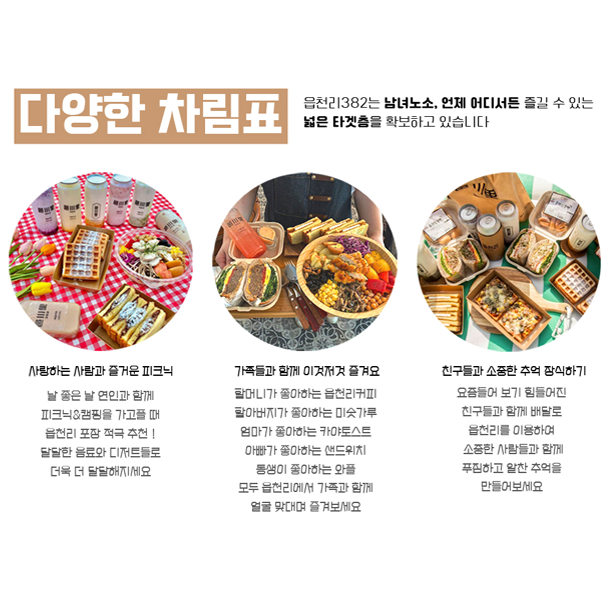 다양한 차림표
읍천리382는 남녀노소, 언제 어디서든 즐길 수 있는
넓은 타겟층을 확보하고 있습니다
사랑하는 사람과 즐거운 피크닉
날 좋은 날 연인과 함께
피크닉&캠핑을 가고플 때
읍천리 포장 적극 추천 !
달달한 음료와 디저트들로
더욱 더 달달해지세요
가족들과 함께 이것저것 즐겨요
할머니가 좋아하는 읍천리커피
할아버지가 좋아하는 미숫가루
엄마가 좋아하는 카야토스트
아빠가 좋아하는 샌드위치
동생이 좋아하는 와플
모두 읍천리에서 가족과 함께
얼굴 맞대며 즐겨보세요
친구들과 소중한 추억 장식하기
요즘들어 보기 힘들어진
친구들과 함께 배달로
읍천리를 이용하여
소중한 사람들과 함께
푸짐하고 알찬 추억을
만들어보세요